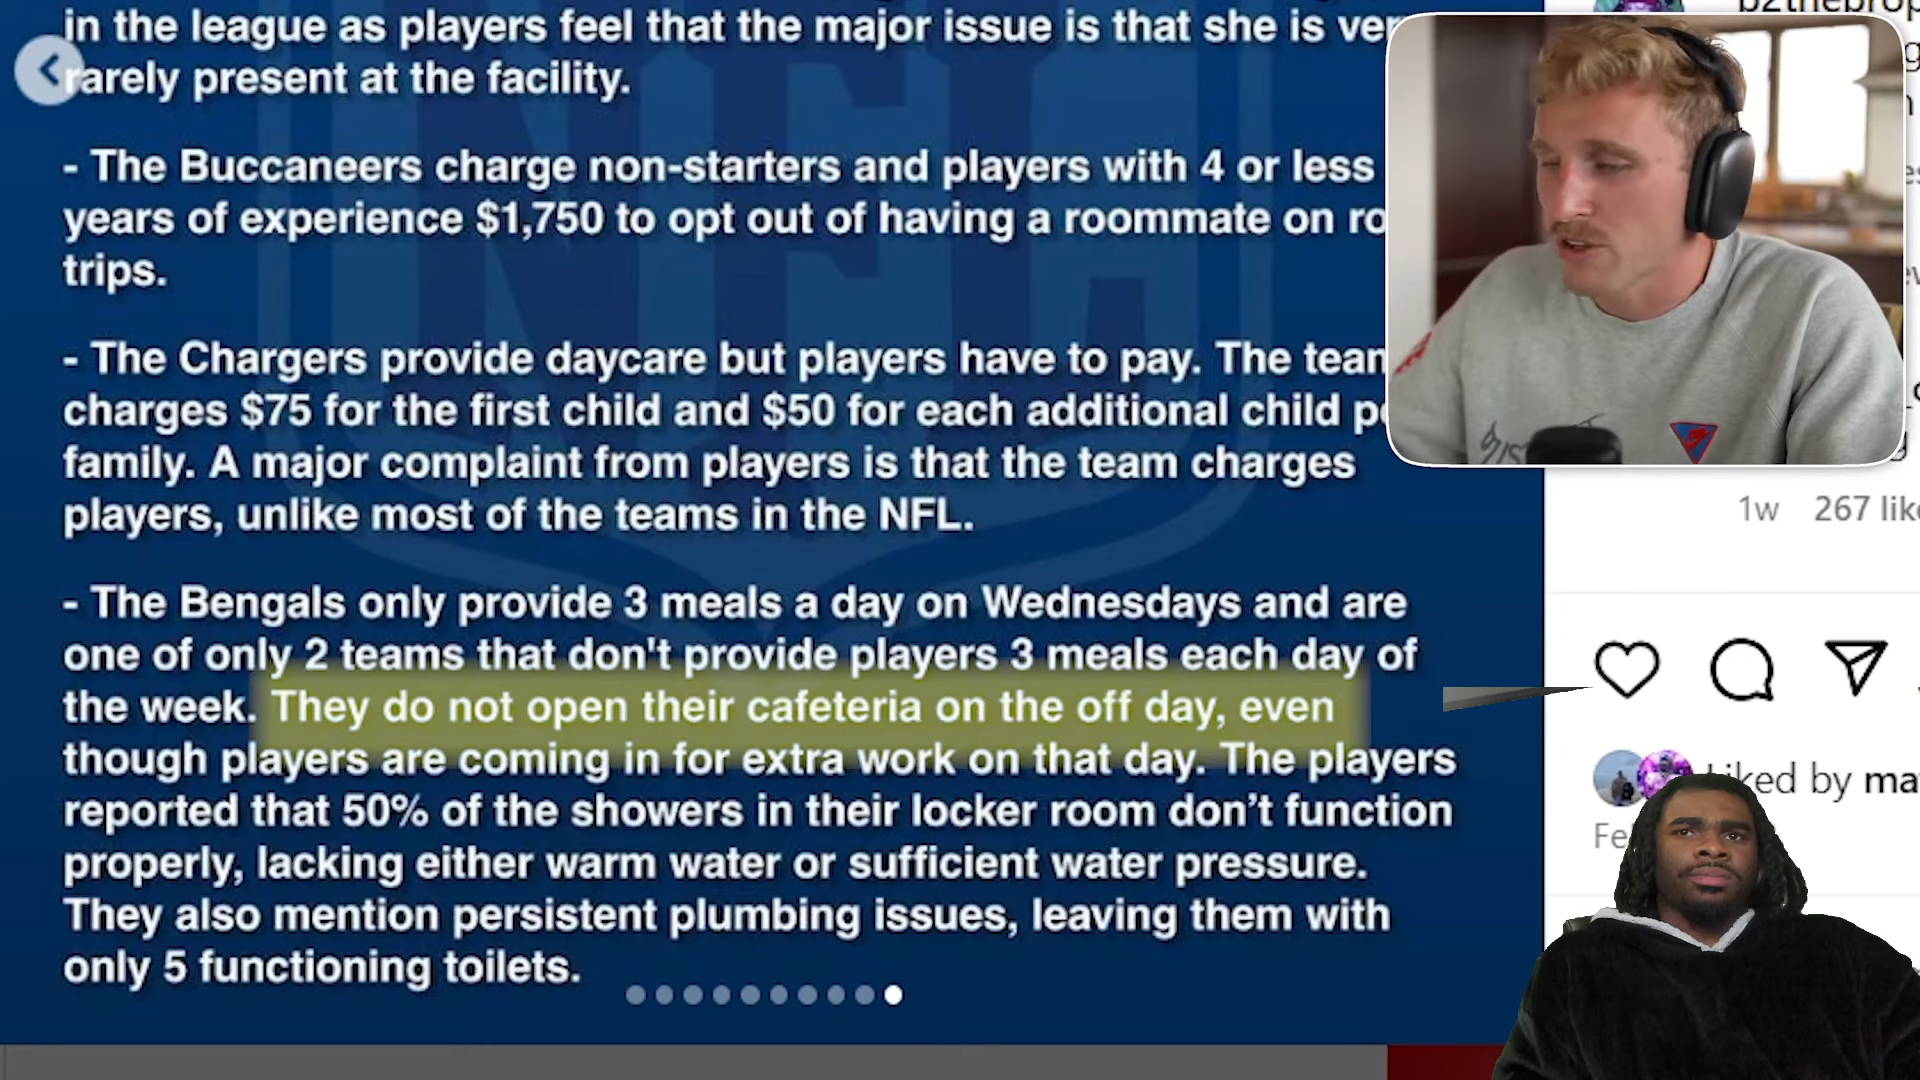 in the league as players feel that the major issue is that she is
rarely present at the facility.
- The Buccaneers charge non-starters and players with 4 or less
years of experience $1,750 to opt out of having a roommate on
trips.
- The Chargers provide daycare but players have to pay. The
charges $75 for the first child and $50 for each additional child
family. A major complaint from players is that the team charges
players, unlike most of the teams in the NFL.
- The Bengals only provide 3 meals a day on Wednesdays and are
one of only 2 teams that don't provide players 3 meals each day of
the week. They do not open their cafeteria on the off day, even
though players are coming in for extra work on that day. The players
reported that 50% of the showers in their locker room don’t function
properly, lacking either warm water or sufficient water pressure.
They also mention persistent plumbing issues, leaving them with
only 5 functioning toilets.
1w 267
Liked by